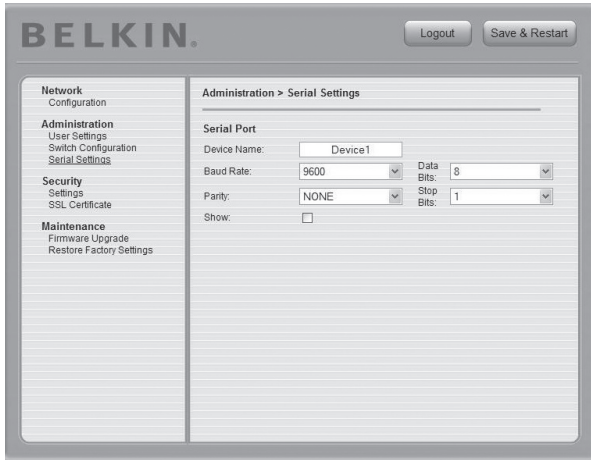 BELKIN.
Logout
Save & Restart
Network
Configuration
Administration
User Settings
Switch Configuration
Serial Settings
Security
Settings
SSL Certificate
Maintenance
Firmware Upgrade
Restore Factory Settings
Administration > Serial Settings
Serial Port
Device Name: Device1
Baud Rate: 9600 Data Bits: 8
Parity: NONE Stop Bits: 1
Show: